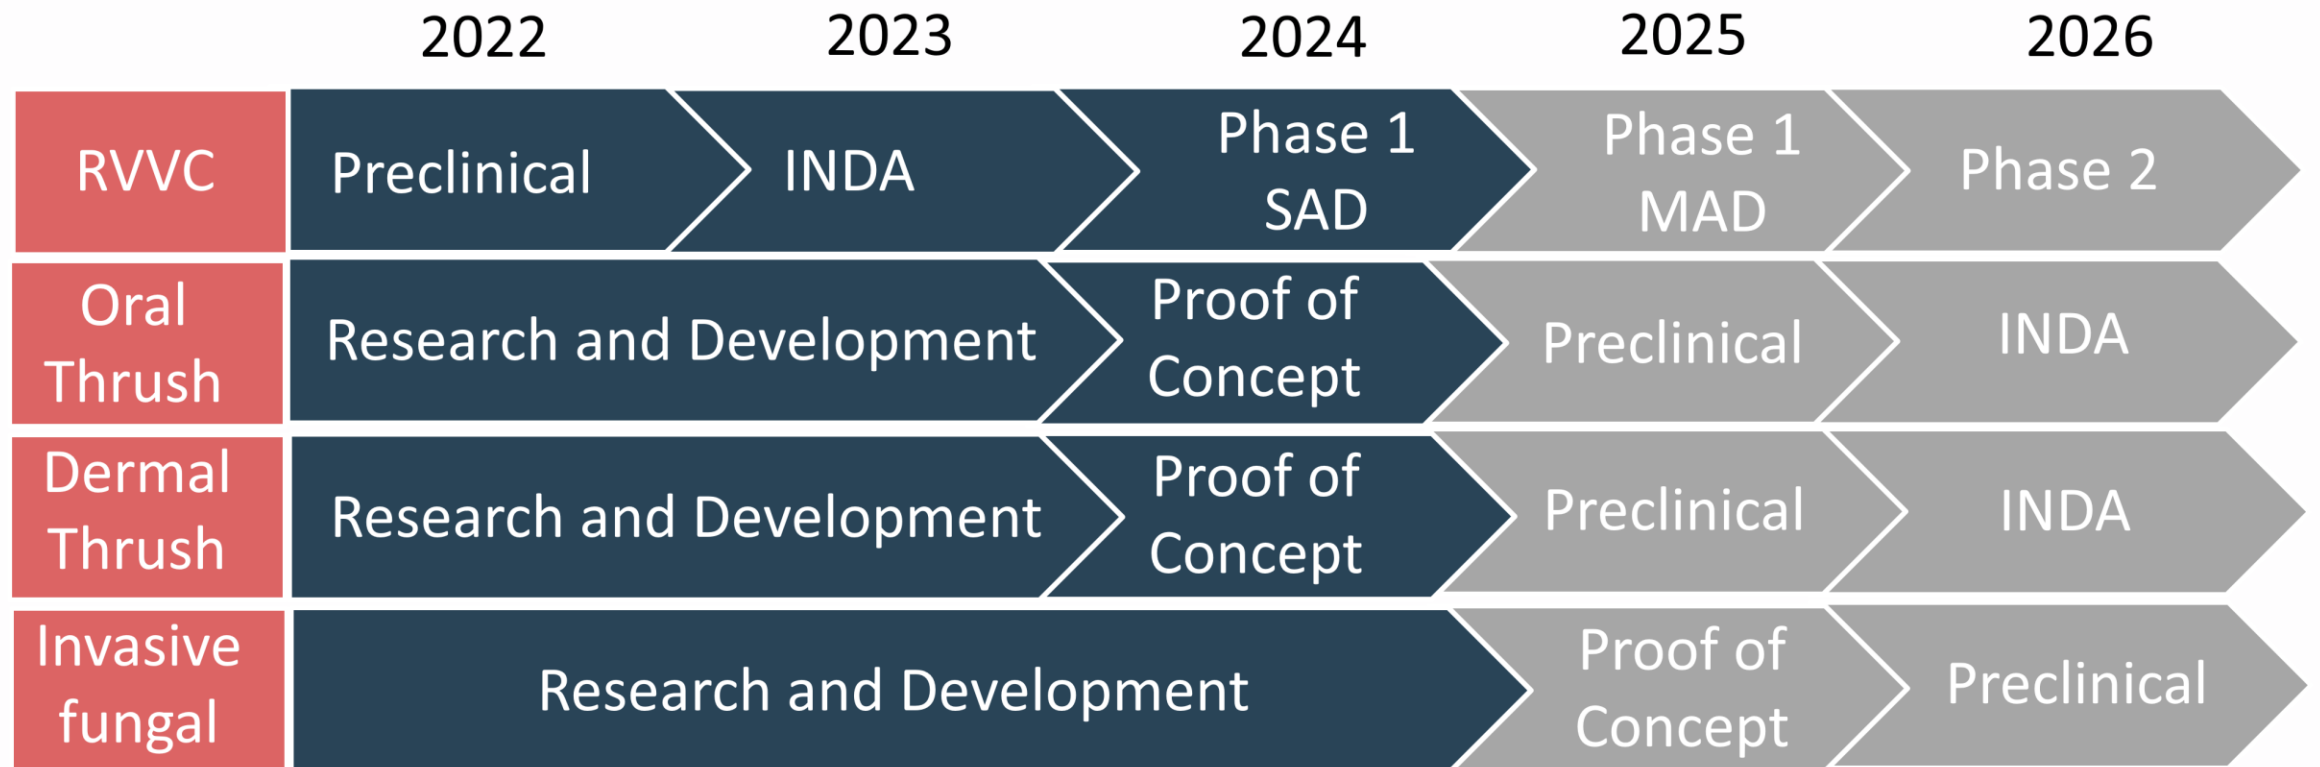 2022 2023 2024 2025 2026
RVVC
Preclinical
INDA
Phase 1
SAD
Phase 1
MAD
Phase 2
Oral
Thrush
Research and Development
Proof of
Concept
Preclinical
INDA
Dermal
Thrush
Research and Development
Proof of
Concept
Preclinical
INDA
Invasive
fungal
Research and Development
Proof of
Concept
Preclinical